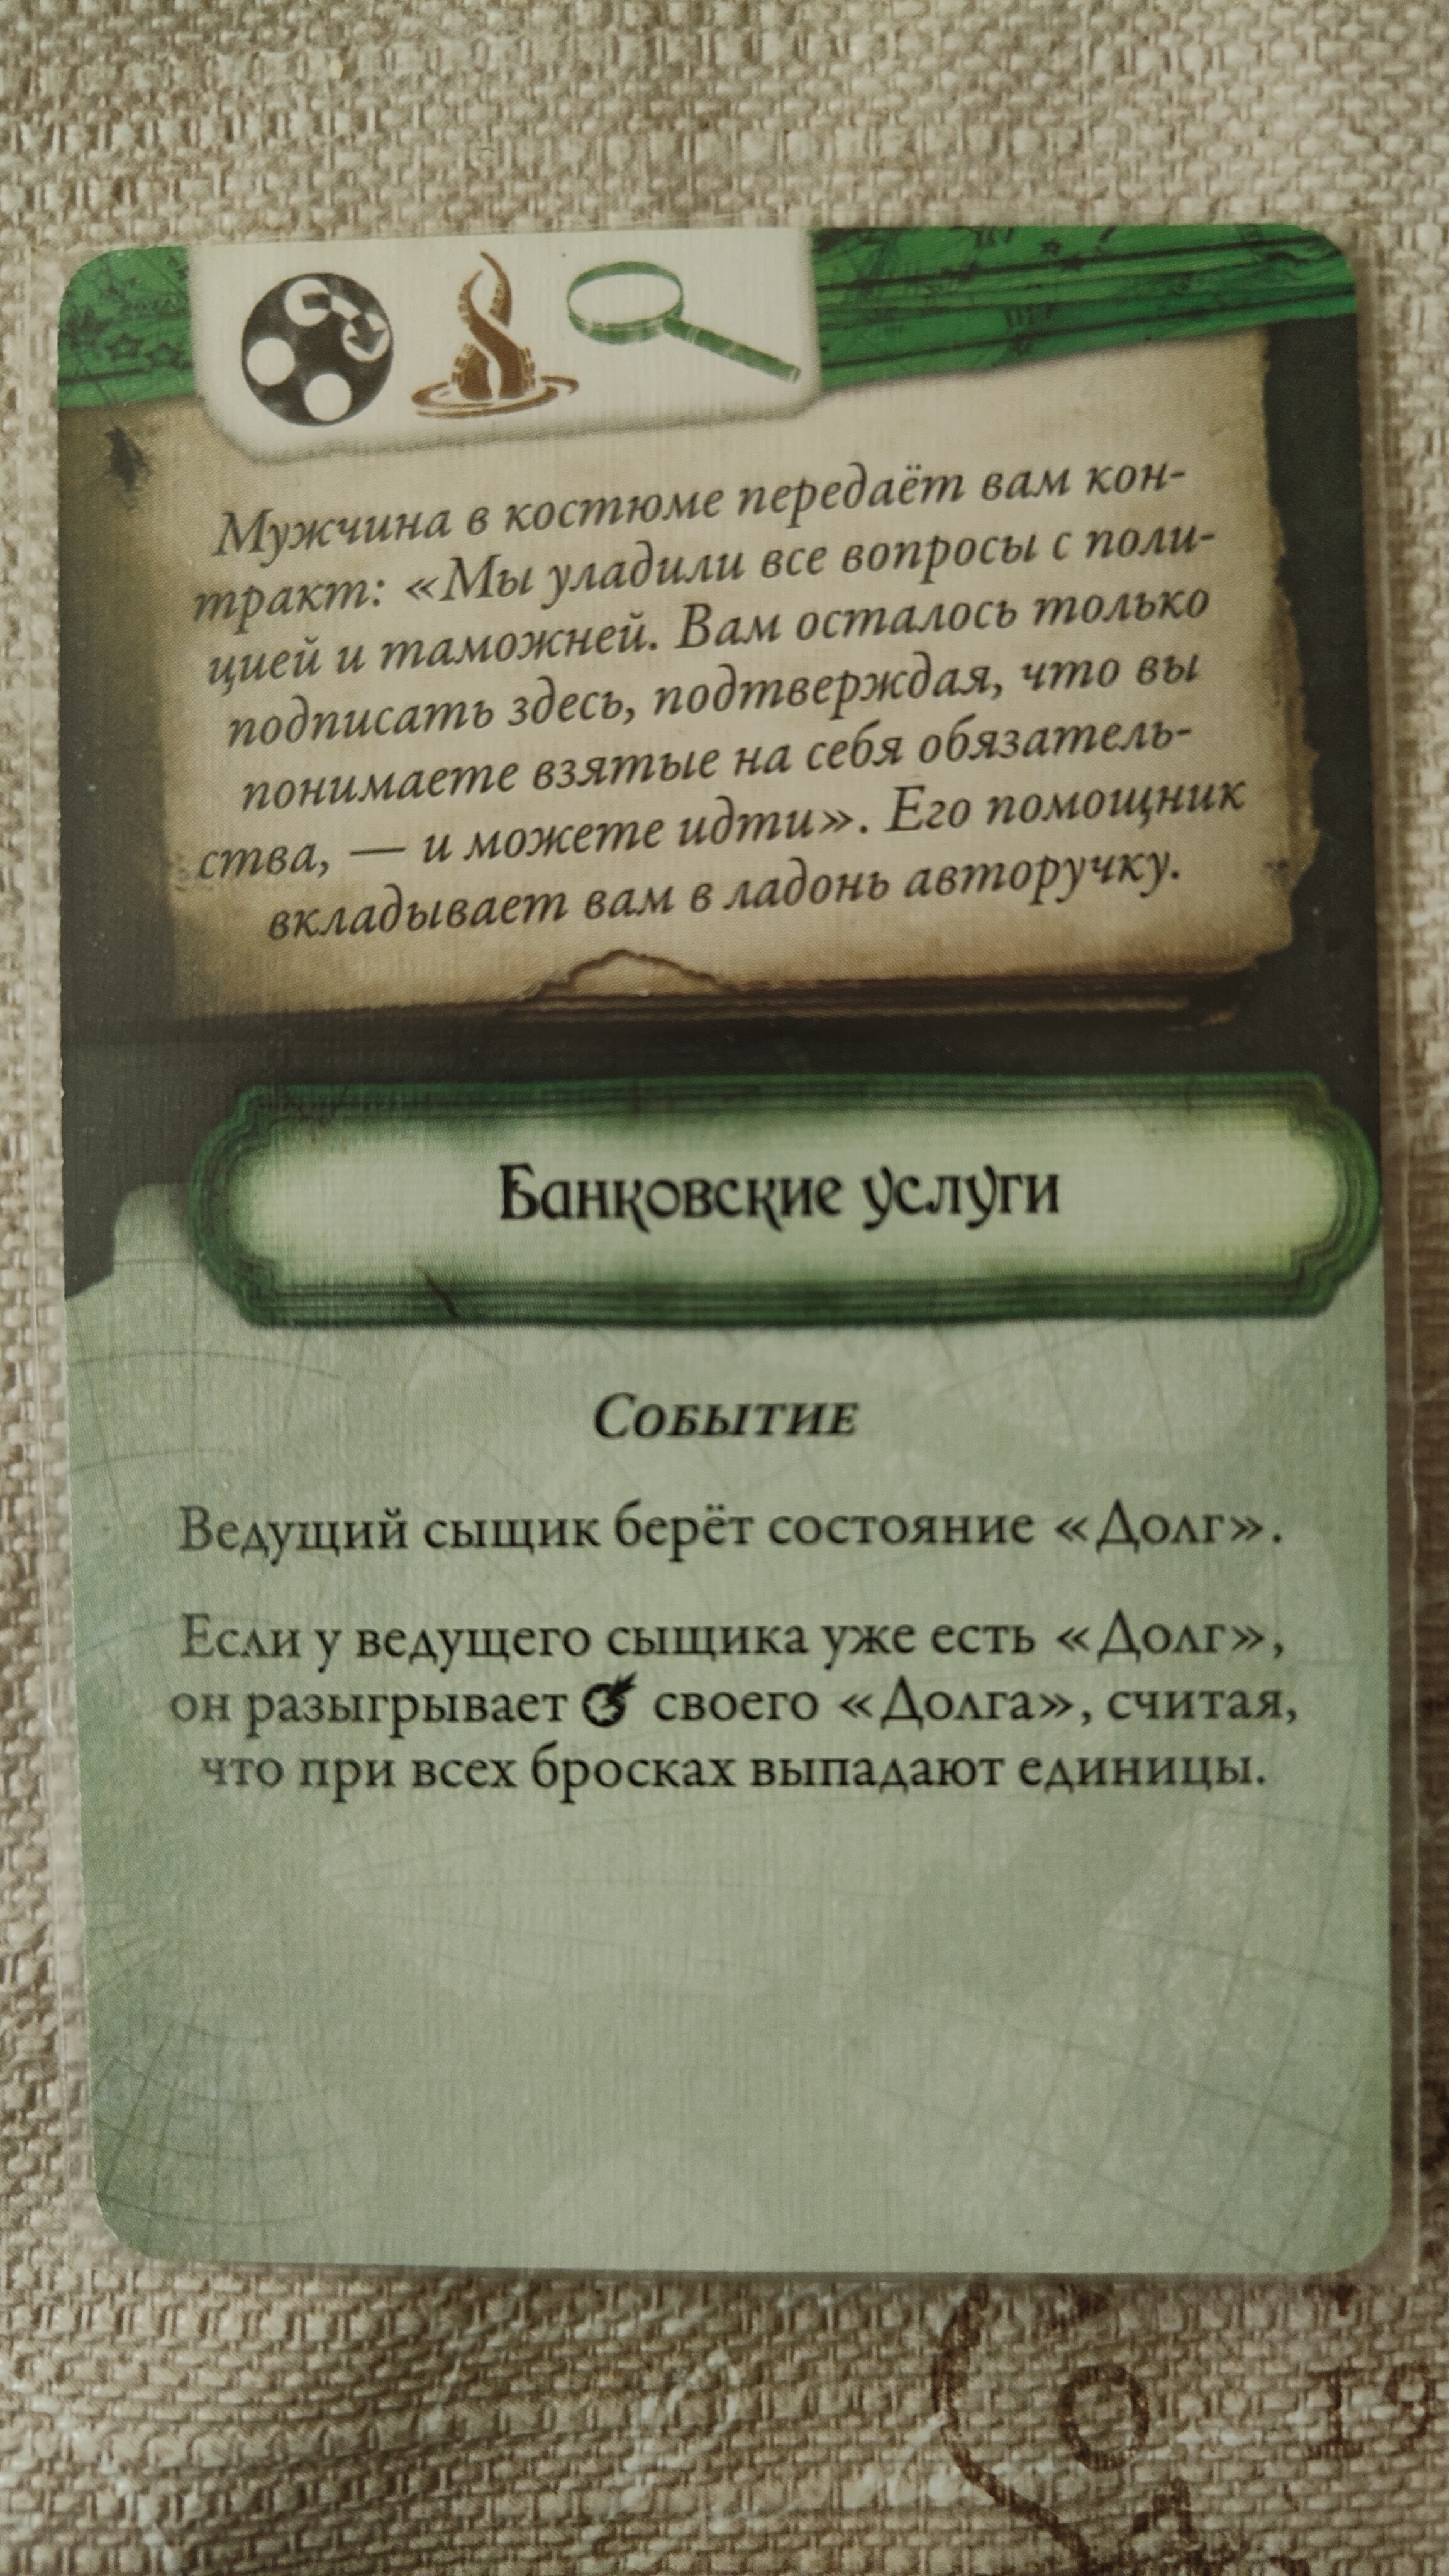 Мужчина в костюме передаёт вам кон-
тракт: «Мы уладили все вопросы с поли-
цией и таможней. Вам осталось только
подписать здесь, подтверждая, что вы
понимаете взятые на себя обязатель-
ства, — и можете идти». Его помощник
вкладывает вам в ладонь авторучку.
Банковские услуги
Событие
Ведущий сыщик берёт состояние «Долг».
Если у ведущего сыщика уже есть «Долг»,
он разыгрывает своего «Долга», считая,
что при всех бросках выпадают единицы.